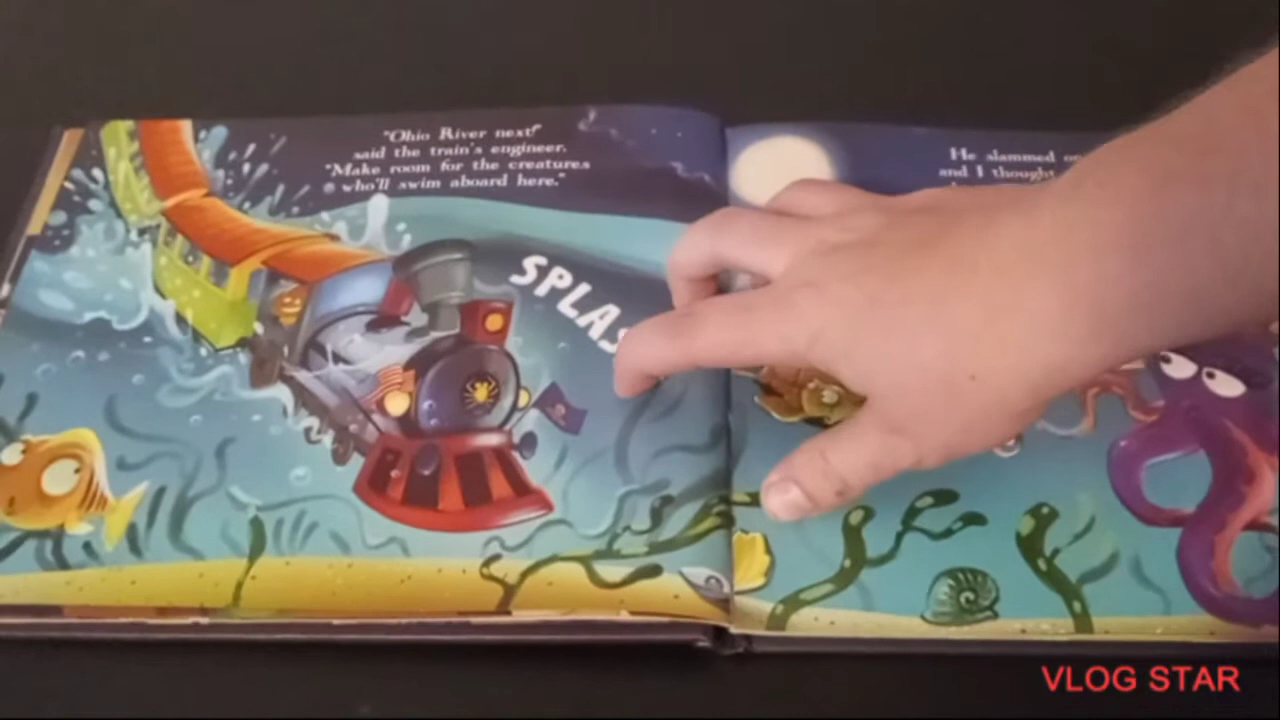 "Ohio River next!"
said the train's engineer.
"Make room for the creatures
who'll swim aboard here."
He slammed
and I thought
SPLAS
VLOG STAR